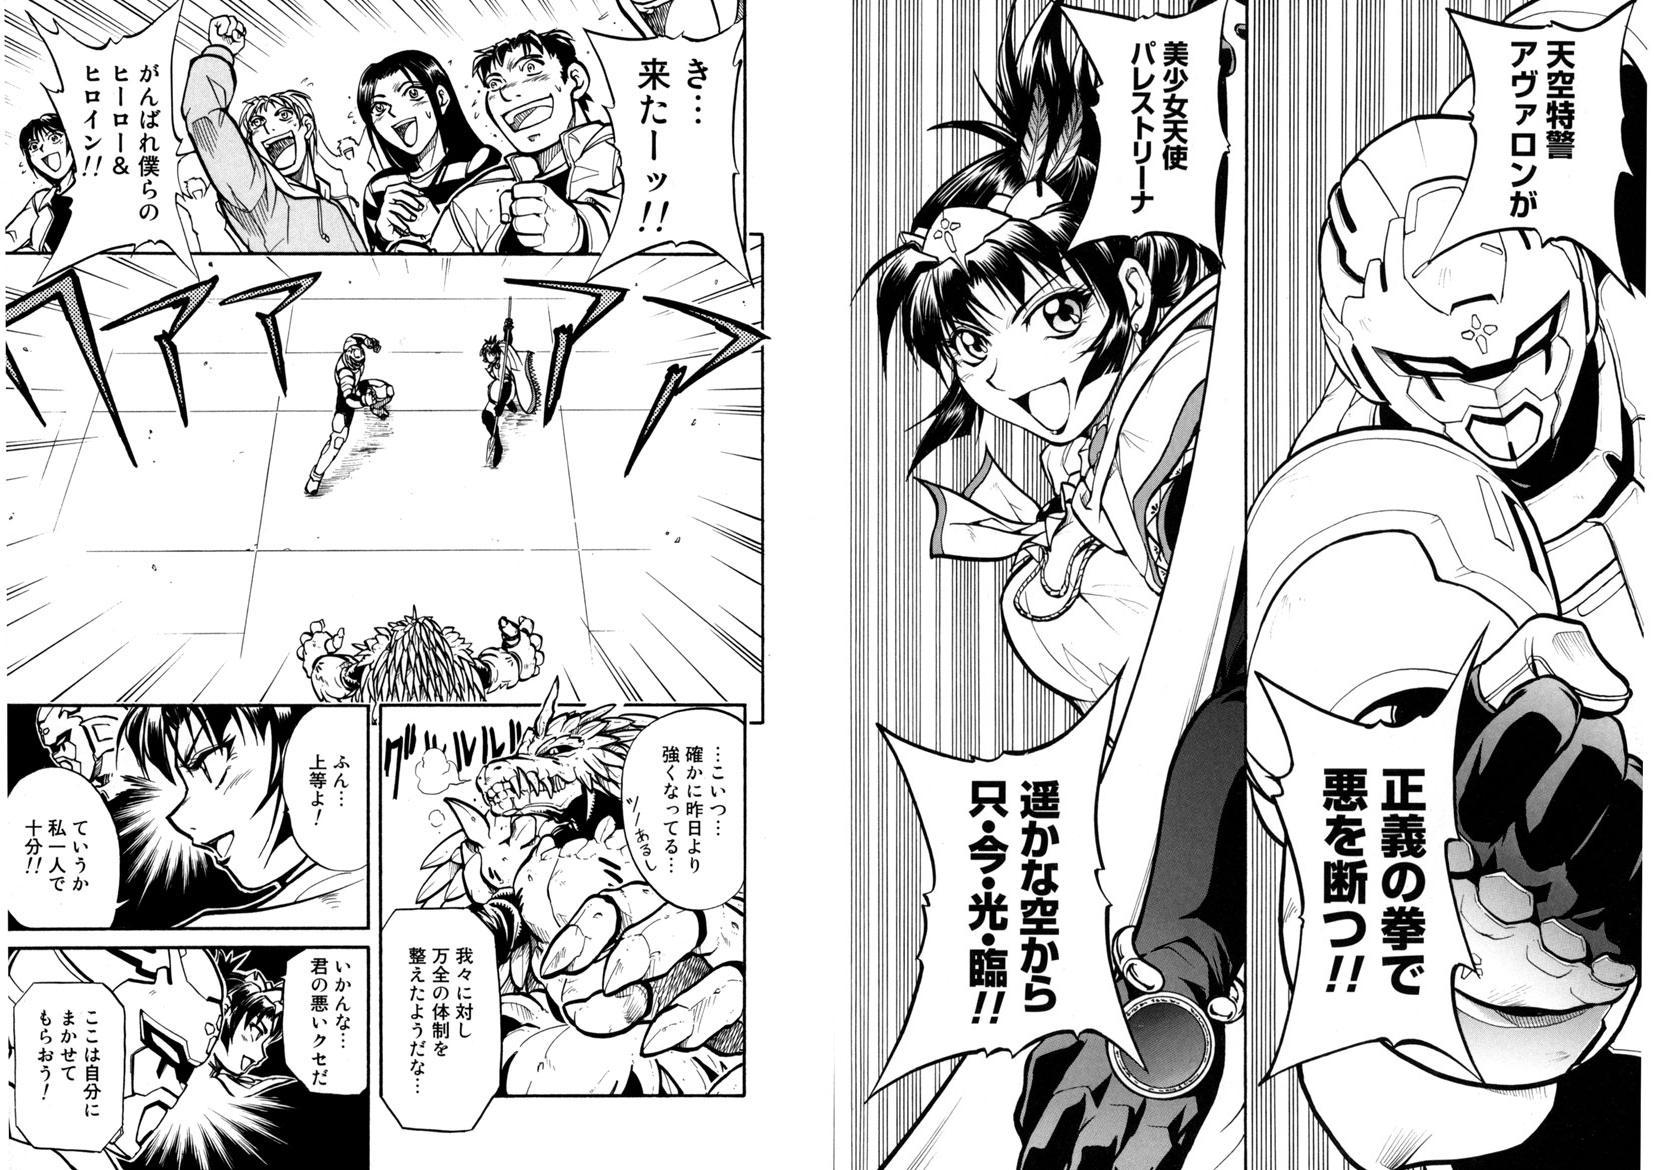 天空特警
アヴァロンが
正義の拳で
悪を断つ!!
美少女天使
パレストリーナ
遥かな空から
只・今・光・臨!!
き…
来たーッ!!
がんばれ僕らの
ヒーロー&
ヒロイン!!
…こいつ…
確かに昨日より
強くなってる…
ツノあるし
グルルルル
我々に対し
万全の体制を
整えたようだな…
ふん…
上等よ!
ていうか
私一人で
十分!!
いかんな…
君の悪いクセだ
ここは自分に
まかせて
もらおう!